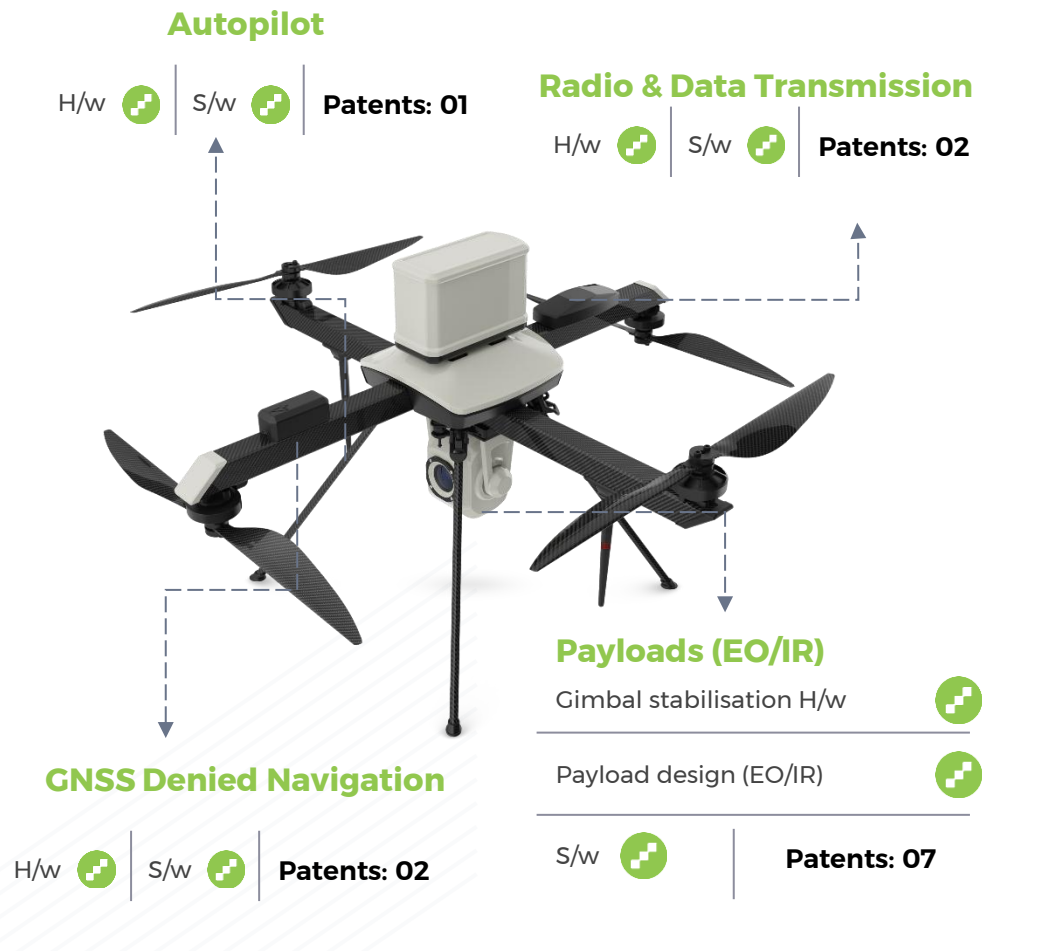 Autopilot
H/w S/w Patents: 01
Radio & Data Transmission
H/w S/w Patents: 02
Payloads (EO/IR)
Gimbal stabilisation H/w
Payload design (EO/IR)
S/w Patents: 07
GNSS Denied Navigation
H/w S/w Patents: 02